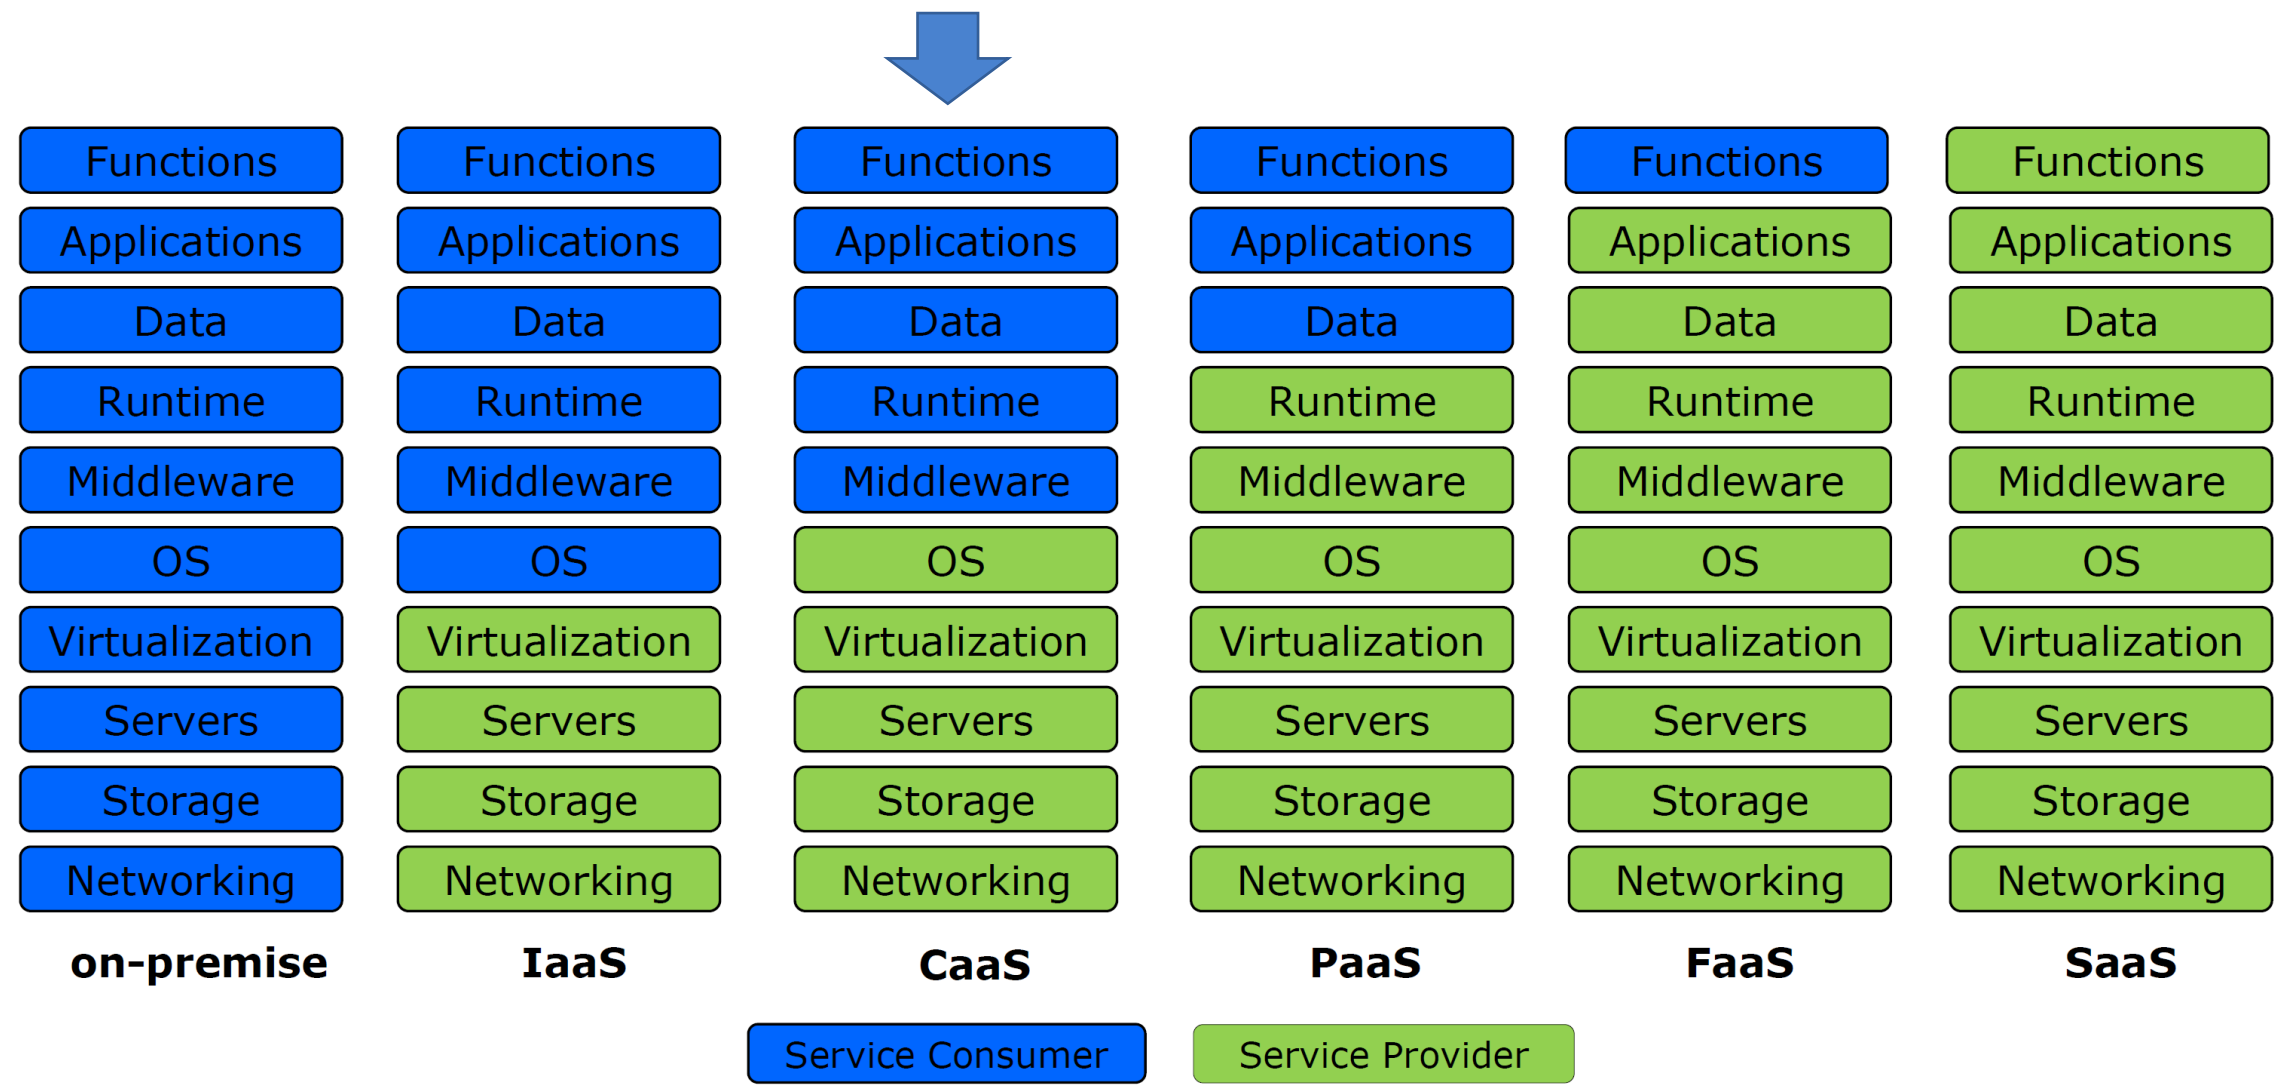 Functions Functions Functions Functions Functions Functions
Applications Applications Applications Applications Applications Applications
Data Data Data Data Data Data
Runtime Runtime Runtime Runtime Runtime Runtime
Middleware Middleware Middleware Middleware Middleware Middleware
OS OS OS OS OS OS
Virtualization Virtualization Virtualization Virtualization Virtualization Virtualization
Servers Servers Servers Servers Servers Servers
Storage Storage Storage Storage Storage Storage
Networking Networking Networking Networking Networking Networking
on-premise IaaS CaaS PaaS FaaS SaaS
Service Consumer Service Provider